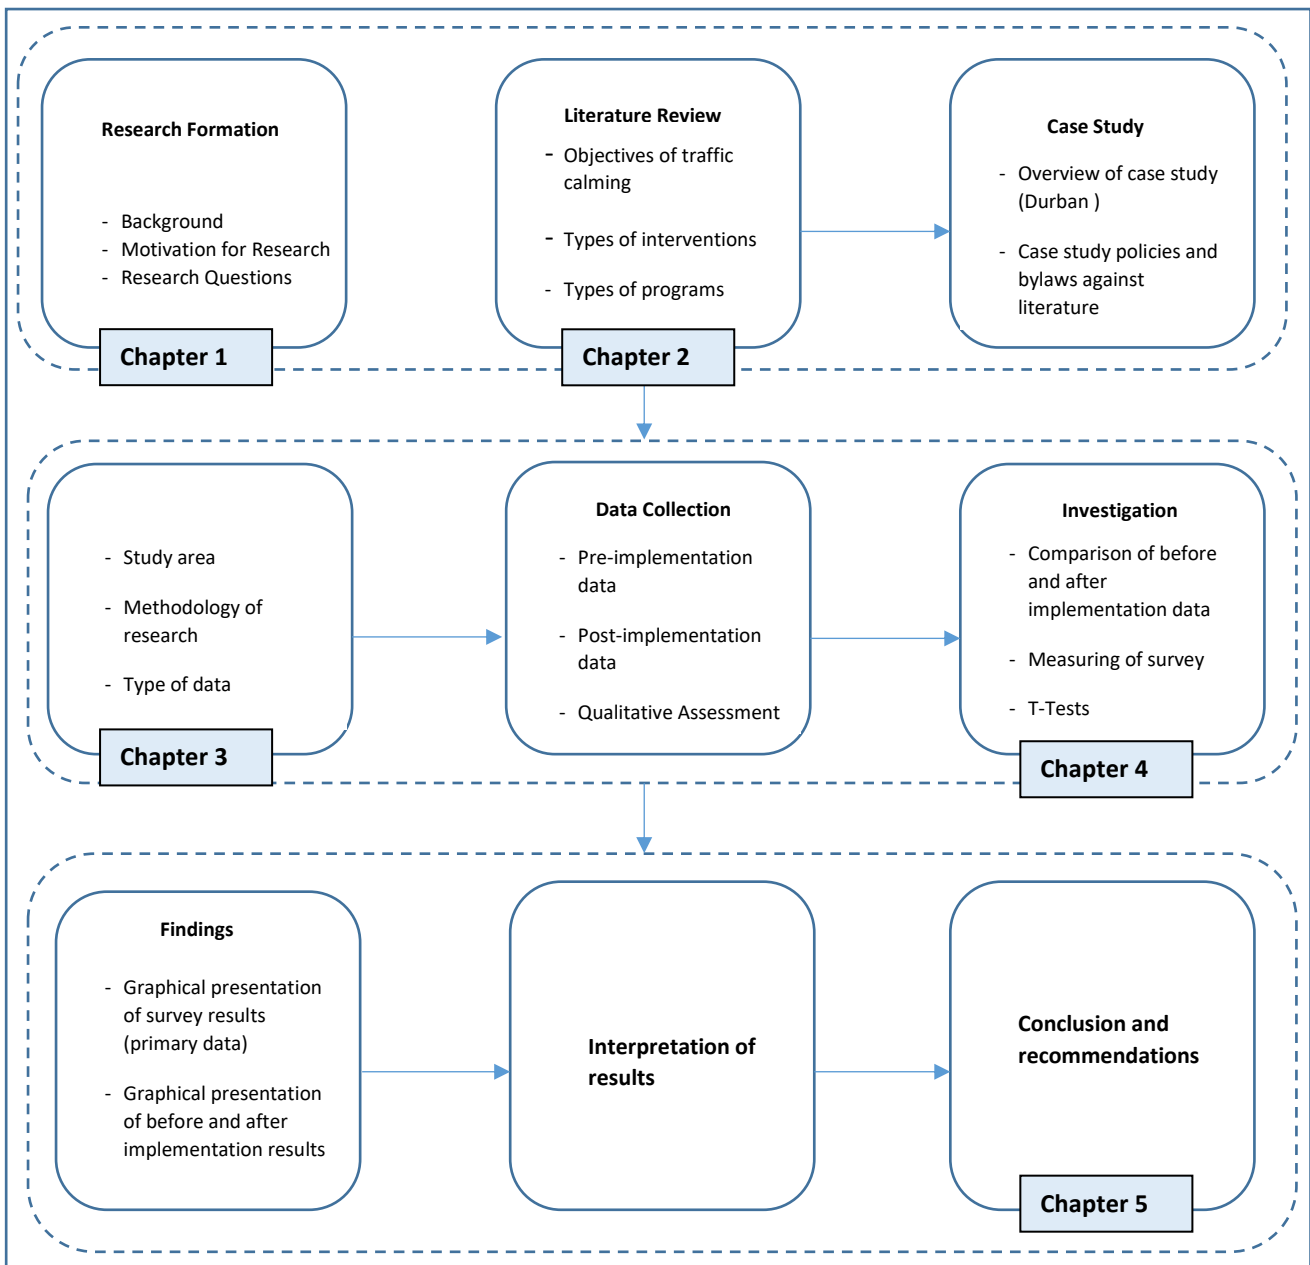 Research Formation
- Background
- Motivation for Research
- Research Questions
Chapter 1
Literature Review
- Objectives of traffic
calming
- Types of interventions
- Types of programs
Chapter 2
Case Study
- Overview of case study
(Durban )
- Case study policies and
bylaws against
literature
- Study area
- Methodology of
research
- Type of data
Chapter 3
Data Collection
- Pre-implementation
data
- Post-implementation
data
- Qualitative Assessment
Investigation
- Comparison of before
and after
implementation data
- Measuring of survey
- T-Tests
Chapter 4
Findings
- Graphical presentation
of survey results
(primary data)
- Graphical presentation
of before and after
implementation results
Interpretation of
results
Conclusion and
recommendations
Chapter 5